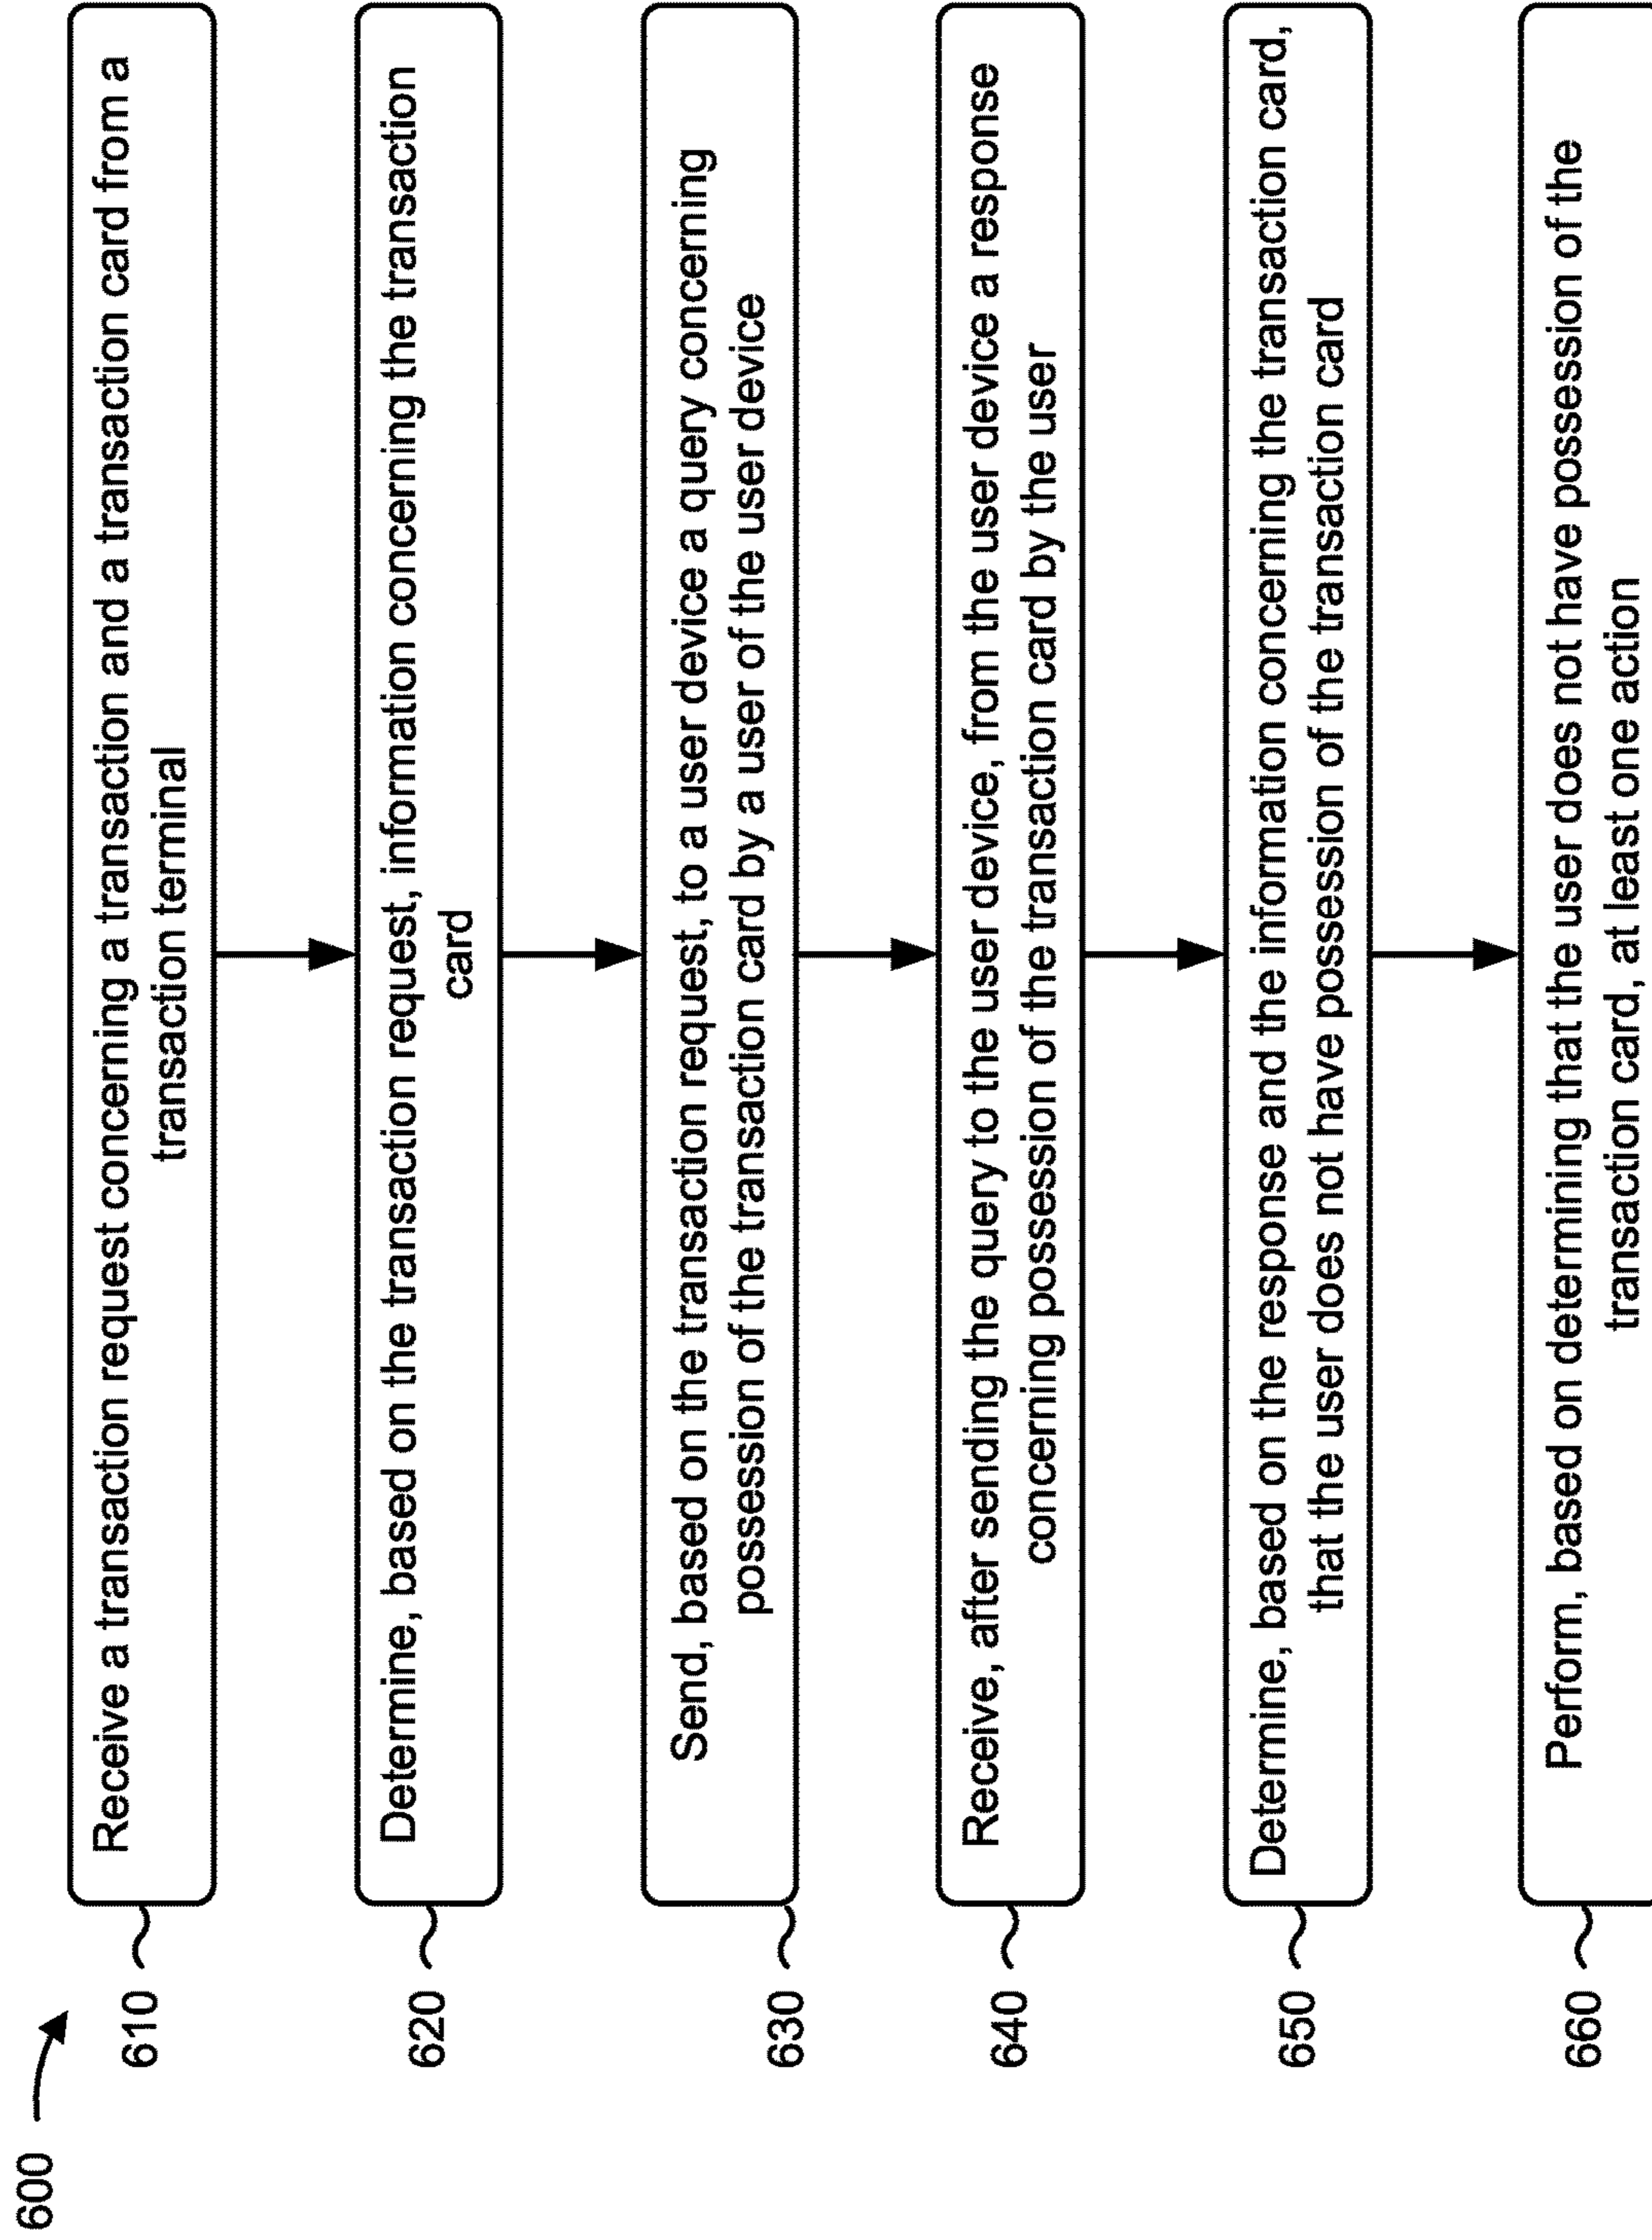 600
610
Receive a transaction request concerning a transaction and a transaction card from a
transaction terminal
620
Determine, based on the transaction request, information concerning the transaction
card
630
Send, based on the transaction request, to a user device a query concerning
possession of the transaction card by a user of the user device
640
Receive, after sending the query to the user device, from the user device a response
concerning possession of the transaction card by the user
650
Determine, based on the response and the information concerning the transaction card,
that the user does not have possession of the transaction card
660
Perform, based on determining that the user does not have possession of the
transaction card, at least one action